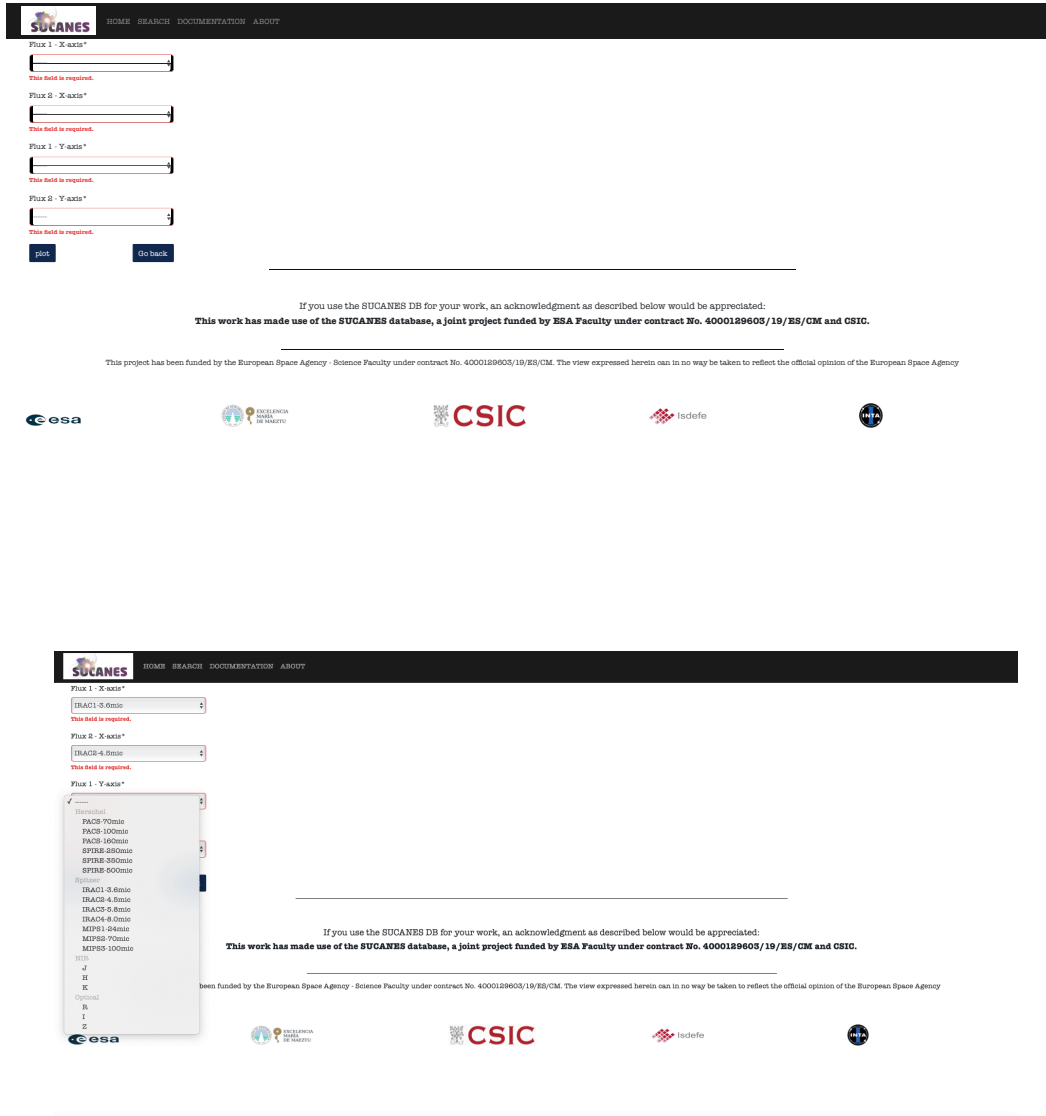 SUCANES HOME SEARCH DOCUMENTATION ABOUT
Flux 1 - X-axis*
-----
This field is required.
Flux 2 - X-axis*
-----
This field is required.
Flux 1 - Y-axis*
-----
This field is required.
Flux 2 - Y-axis*
-----
This field is required.
plot Go back
If you use the SUCANES DB for your work, an acknowledgment as described below would be appreciated:
This work has made use of the SUCANES database, a joint project funded by ESA Faculty under contract No. 4000129603/19/ES/CM and CSIC.
This project has been funded by the European Space Agency - Science Faculty under contract No. 4000129603/19/ES/CM. The view expressed herein can in no way be taken to reflect the official opinion of the European Space Agency
esa
EXCELENCIA
MARÍA
DE MAEZTU
CSIC
Isdefe
INTA
SUCANES HOME SEARCH DOCUMENTATION ABOUT
Flux 1 - X-axis*
IRAC1-3.6mic
This field is required.
Flux 2 - X-axis*
IRAC2-4.5mic
This field is required.
Flux 1 - Y-axis*
✓ -----
Herschel
PACS-70mic
PACS-100mic
PACS-160mic
SPIRE-250mic
SPIRE-350mic
SPIRE-500mic
Spitzer
IRAC1-3.6mic
IRAC2-4.5mic
IRAC3-5.8mic
IRAC4-8.0mic
MIPS1-24mic
MIPS2-70mic
MIPS3-100mic
NIR
J
H
K
Optical
R
I
Z
If you use the SUCANES DB for your work, an acknowledgment as described below would be appreciated:
This work has made use of the SUCANES database, a joint project funded by ESA Faculty under contract No. 4000129603/19/ES/CM and CSIC.
been funded by the European Space Agency - Science Faculty under contract No. 4000129603/19/ES/CM. The view expressed herein can in no way be taken to reflect the official opinion of the European Space Agency
esa
EXCELENCIA
MARÍA
DE MAEZTU
CSIC
Isdefe
INTA